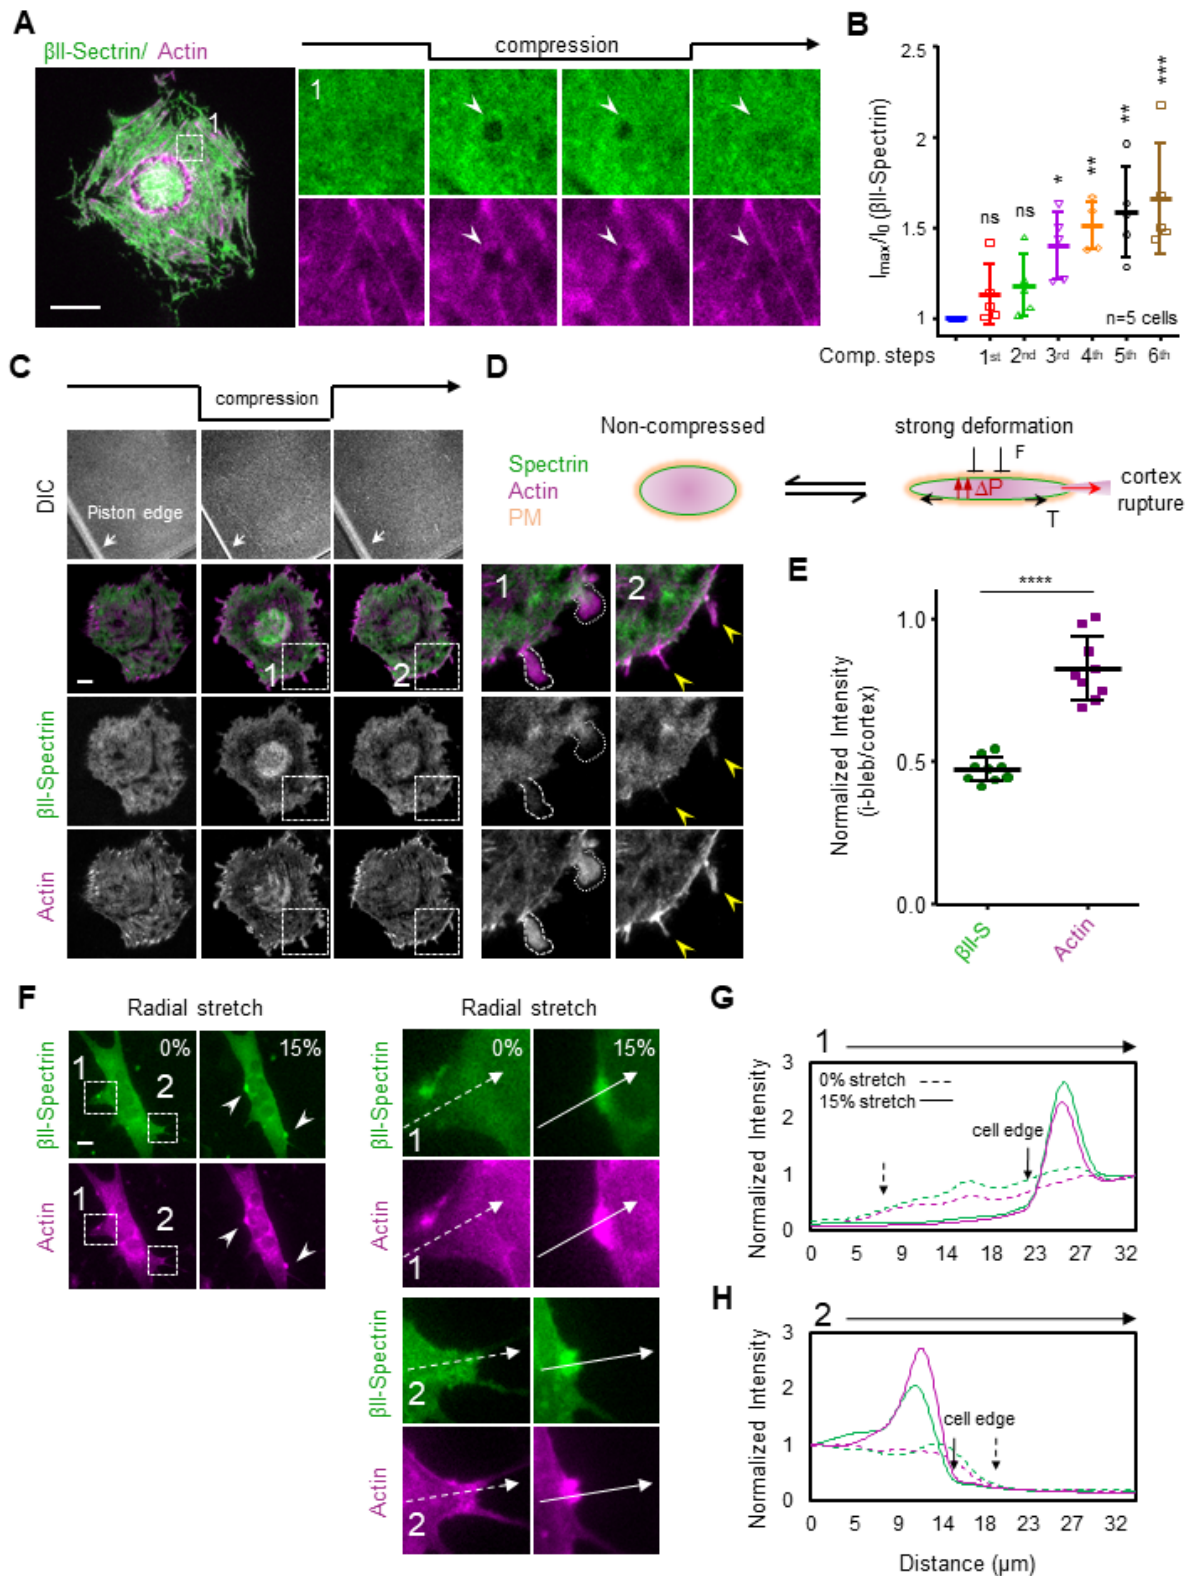 A
βII-Sectrin/ Actin
compression
1
1
B
I_max/I_0 (βII-Spectrin)
2.5
2
1.5
1
ns
ns
*
**
**
***
n=5 cells
Comp. steps
1st 2nd 3rd 4th 5th 6th
C
compression
DIC
Piston edge
1
2
βII-Spectrin
Actin
D
Non-compressed
strong deformation
Spectrin
Actin
PM
F
ΔP
T
cortex
rupture
1
2
E
****
Normalized Intensity
(i-bleb/cortex)
1.0
0.5
0.0
βII-S
Actin
F
Radial stretch
0%
15%
1
2
βII-Spectrin
1
2
Actin
Radial stretch
0%
15%
βII-Spectrin
1
Actin
1
βII-Spectrin
2
Actin
2
G
1
Normalized Intensity
3
2
1
0
0% stretch
15% stretch
cell edge
0 5 9 14 18 23 27 32
H
2
Normalized Intensity
3
2
1
0
cell edge
0 5 9 14 18 23 27 32
Distance (µm)